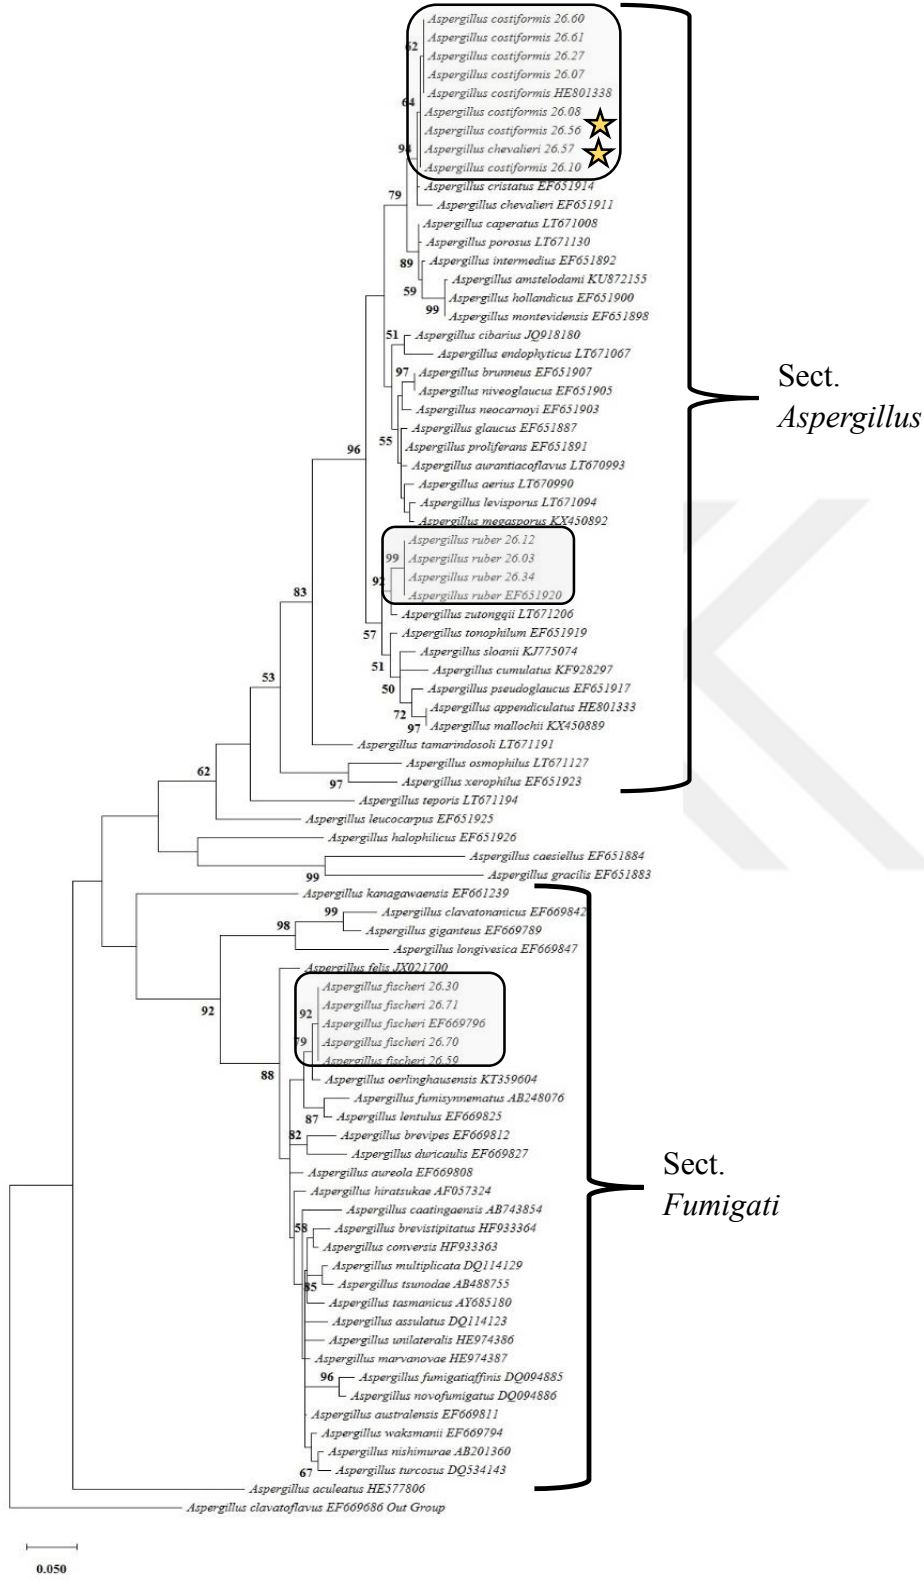 Aspergillus costiformis 26.60
Aspergillus costiformis 26.61
62
Aspergillus costiformis 26.27
Aspergillus costiformis 26.07
Aspergillus costiformis HE801338
64
Aspergillus costiformis 26.08
Aspergillus costiformis 26.56
Aspergillus chevalieri 26.57
Aspergillus costiformis 26.10
Aspergillus cristatus EF651914
79
Aspergillus chevalieri EF651911
Aspergillus caperatus LT671008
Aspergillus porosus LT671130
Aspergillus intermedius EF651892
89
Aspergillus amstelodami KU872155
59
Aspergillus hollandicus EF651900
99
Aspergillus montevidensis EF651898
51
Aspergillus cibarius JQ918180
Aspergillus endophyticus LT671067
97
Aspergillus brunneus EF651907
Aspergillus niveoglaucus EF651905
Aspergillus neocarnoyi EF651903
Aspergillus glaucus EF651887
55
Aspergillus proliferans EF651891
96
Aspergillus aurantiacoflavus LT670993
Aspergillus aerius LT670990
Aspergillus levisporus LT671094
Aspergillus megasporus KX450892
Aspergillus ruber 26.12
99
Aspergillus ruber 26.03
Aspergillus ruber 26.34
92
Aspergillus ruber EF651920
83
Aspergillus zutongqii LT671206
57
Aspergillus tonophilum EF651919
Aspergillus sloanii KJ775074
51
Aspergillus cumulatus KF928297
53
50
Aspergillus pseudoglaucus EF651917
Aspergillus appendiculatus HE801333
72
97
Aspergillus mallochii KX450889
Aspergillus tamarindosoli LT671191
Aspergillus osmophilus LT671127
62
97
Aspergillus xerophilus EF651923
Aspergillus teporis LT671194
Aspergillus leucocarpus EF651925
Aspergillus halophilicus EF651926
Aspergillus caesiellus EF651884
99
Aspergillus gracilis EF651883
Sect.
Aspergillus
Aspergillus kanagawaensis EF661239
99
Aspergillus clavatonanicus EF669842
98
Aspergillus giganteus EF669789
Aspergillus longivesica EF669847
Aspergillus felis JX021700
Aspergillus fischeri 26.30
92
Aspergillus fischeri 26.71
92
Aspergillus fischeri EF669796
79
Aspergillus fischeri 26.70
Aspergillus fischeri 26.59
88
Aspergillus oerlinghausensis KT359604
Aspergillus fumisynnematus AB248076
87
Aspergillus lentulus EF669825
82
Aspergillus brevipes EF669812
Aspergillus duricaulis EF669827
Aspergillus aureola EF669808
Aspergillus hiratsukae AF057324
Aspergillus caatingaensis AB743854
58
Aspergillus brevistipitatus HF933364
Aspergillus conversis HF933363
Aspergillus multiplicata DQ114129
85
Aspergillus tsunodae AB488755
Aspergillus tasmanicus AY685180
Aspergillus assulatus DQ114123
Aspergillus unilateralis HE974386
Aspergillus marvanovae HE974387
96
Aspergillus fumigatiaffinis DQ094885
Aspergillus novofumigatus DQ094886
Aspergillus australensis EF669811
Aspergillus waksmanii EF669794
Aspergillus nishimurae AB201360
67
Aspergillus turcosus DQ534143
Aspergillus aculeatus HE577806
Sect.
Fumigati
Aspergillus clavatoflavus EF669686 Out Group
0.050